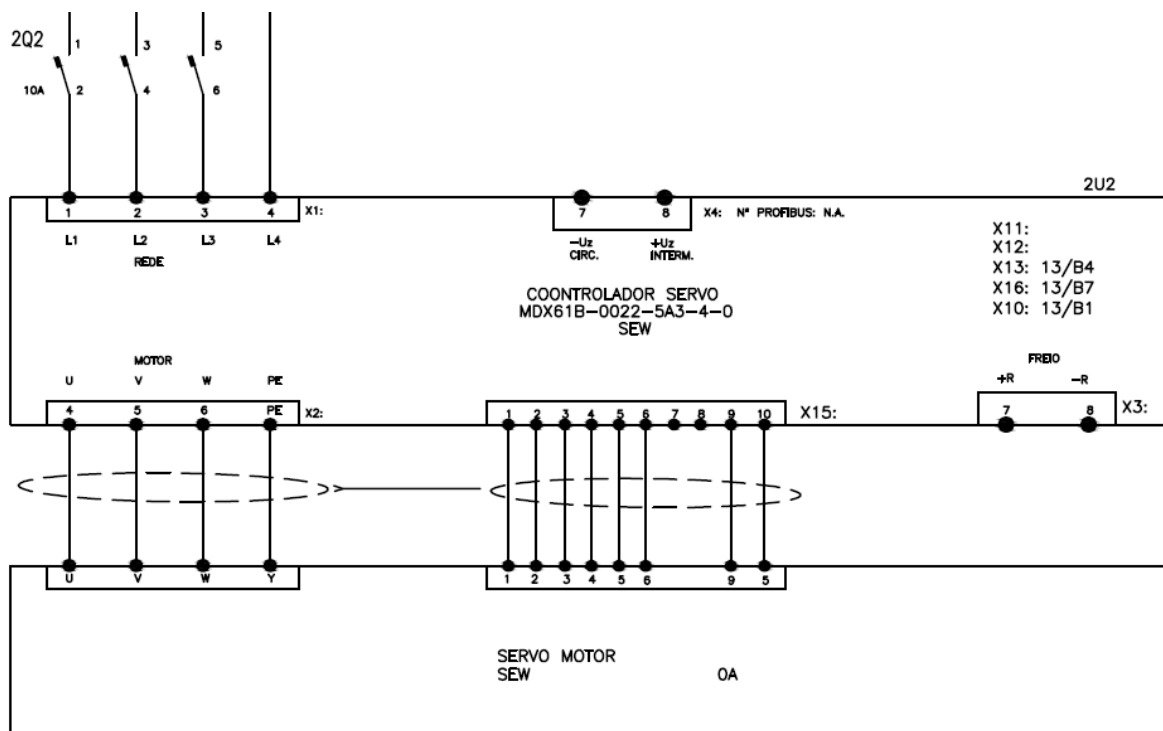 2Q2
1 3 5
10A 2 4 6
2U2
1 2 3 4 X1:
7 8 X4: Nº PROFIBUS: N.A.
L1 L2 L3 L4
REDE
-Uz +Uz
CIRC. INTERM.
X11:
X12:
X13: 13/B4
X16: 13/B7
X10: 13/B1
COONTROLADOR SERVO
MDX61B-0022-5A3-4-0
SEW
MOTOR
U V W PE
FREIO
+R -R
4 5 6 PE X2:
1 2 3 4 5 6 7 8 9 10 X15:
7 8 X3:
U V W Y
1 2 3 4 5 6 9 5
SERVO MOTOR
SEW 0A